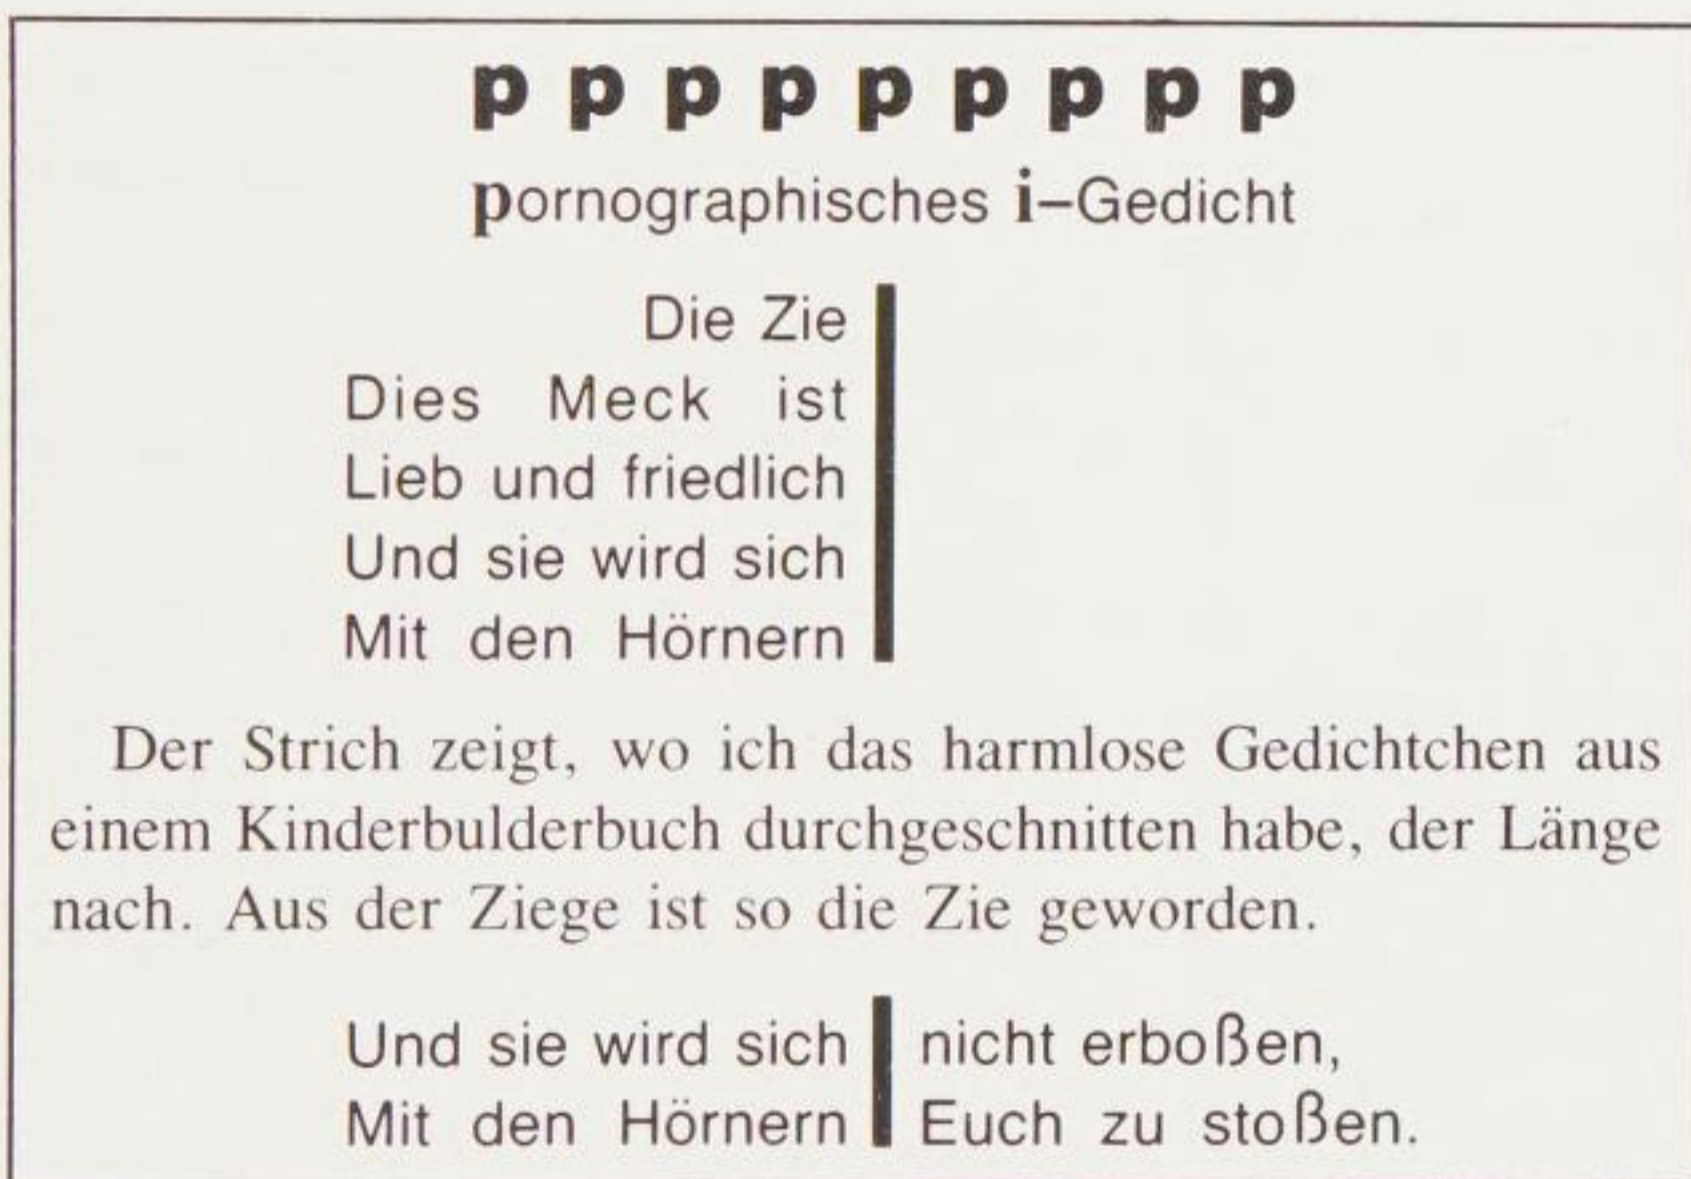 p p p p p p p p p
pornographisches i–Gedicht
Die Zie
Dies Meck ist
Lieb und friedlich
Und sie wird sich
Mit den Hörnern
Der Strich zeigt, wo ich das harmlose Gedichtchen aus
einem Kinderbulderbuch durchgeschnitten habe, der Länge
nach. Aus der Ziege ist so die Zie geworden.
Und sie wird sich | nicht erboßen,
Mit den Hörnern | Euch zu stoßen.